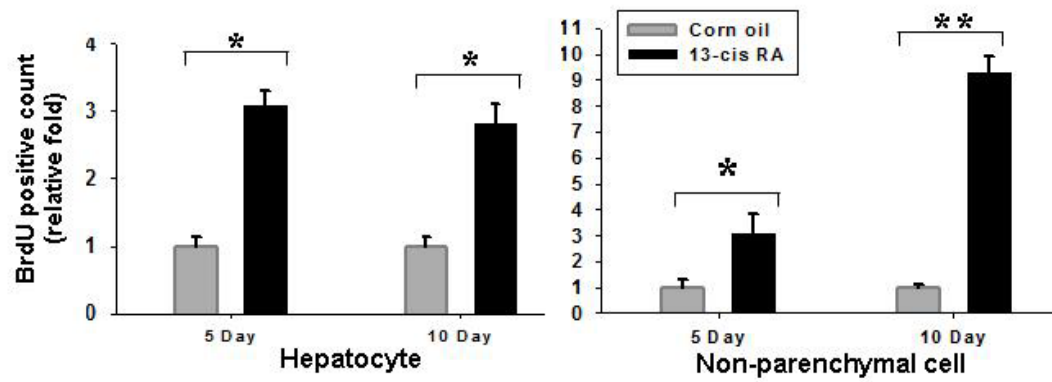 BrdU positive count
(relative fold)
4
3
2
1
0
*
*
5 Day
10 Day
Hepatocyte
11
10
9
8
7
6
5
4
3
2
1
0
Corn oil
13-cis RA
*
**
5 Day
10 Day
Non-parenchymal cell